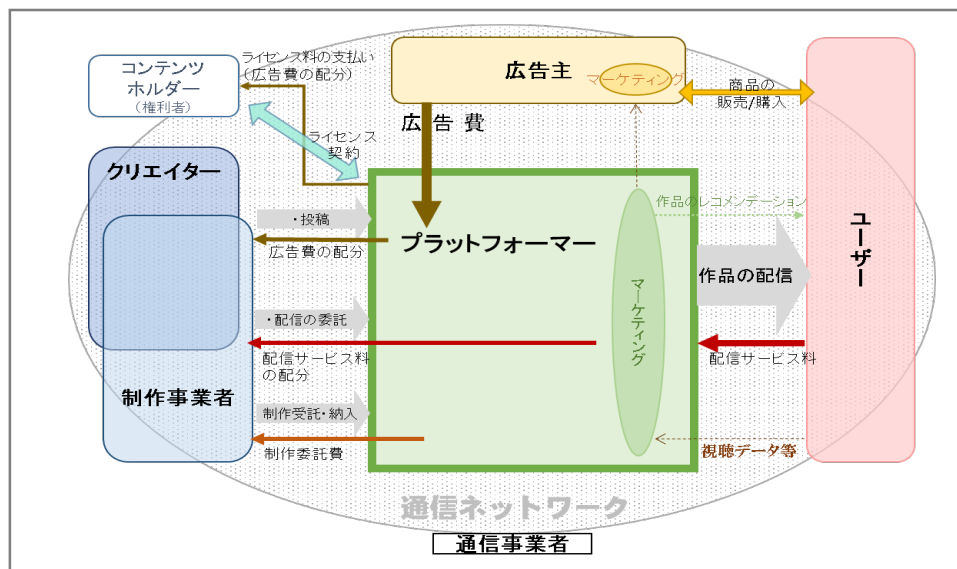 コンテンツ
ホルダー
(権利者)
ライセンス料の支払い
(広告費の配分)
広告主
マーケティング
商品の
販売/購入
広告費
ライセンス
契約
クリエイター
・投稿
広告費の配分
プラットフォーマー
作品のレコメンデーション
ユーザー
作品の配信
マーケティング
・配信の委託
配信サービス料
の配分
配信サービス料
制作事業者
制作受託・納入
制作委託費
視聴データ等
通信ネットワーク
通信事業者